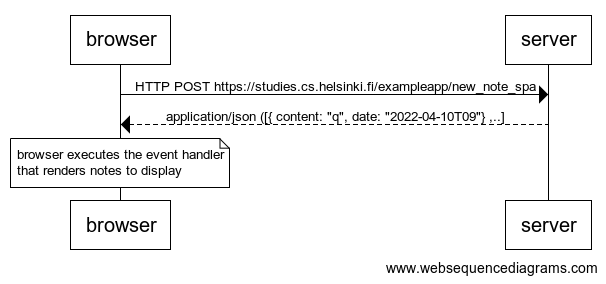 browser
server
HTTP POST https://studies.cs.helsinki.fi/exampleapp/new_note_spa
application/json ([{ content: "q", date: "2022-04-10T09"} ,..]
browser executes the event handler
that renders notes to display
browser
server
www.websequencediagrams.com